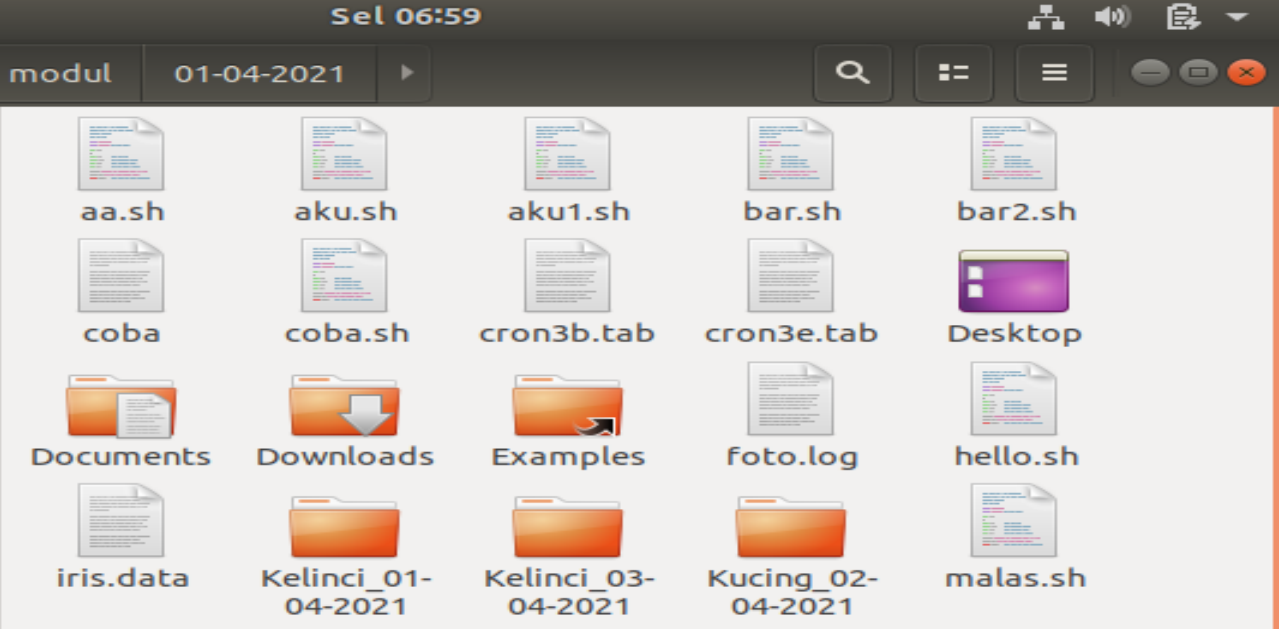 Sel 06:59
modul 01-04-2021
aa.sh aku.sh aku1.sh bar.sh bar2.sh
coba coba.sh cron3b.tab cron3e.tab Desktop
Documents Downloads Examples foto.log hello.sh
iris.data Kelinci_01- Kelinci_03- Kucing_02- malas.sh
04-2021 04-2021 04-2021